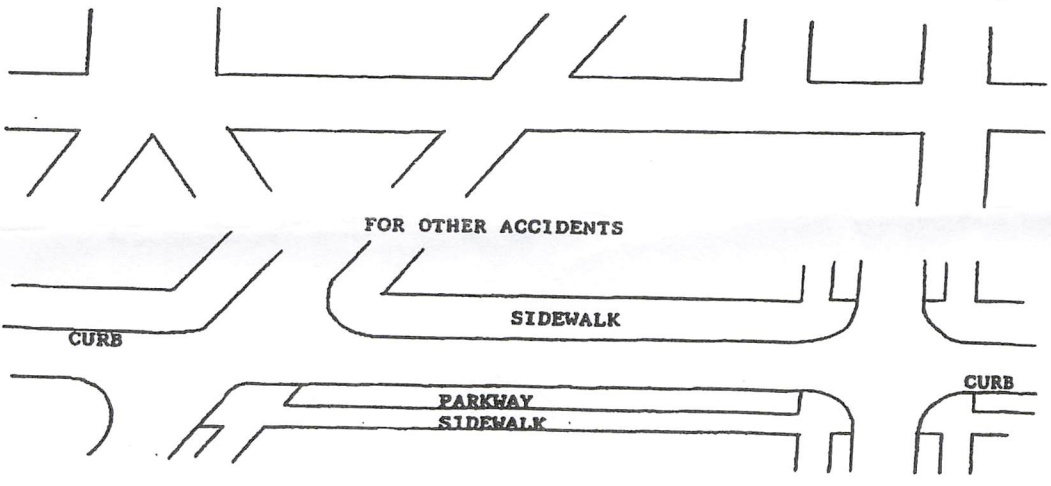 FOR OTHER ACCIDENTS
SIDEWALK
CURB
CURB
PARKWAY
SIDEWALK